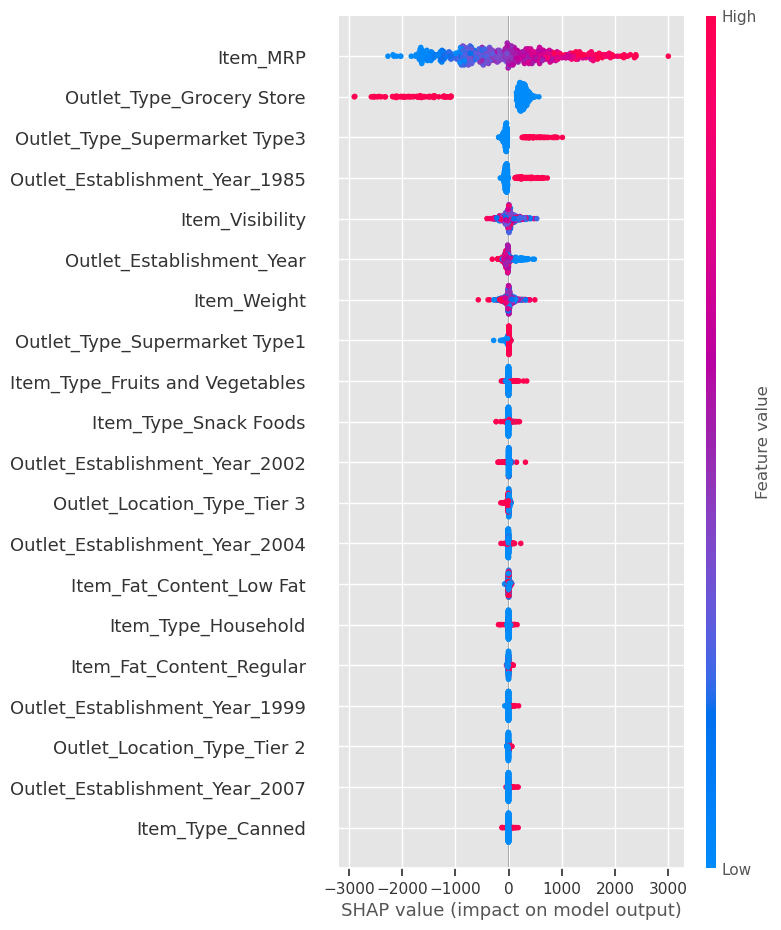 High
Item_MRP
Outlet_Type_Grocery Store
Outlet_Type_Supermarket Type3
Outlet_Establishment_Year_1985
Item_Visibility
Outlet_Establishment_Year
Item_Weight
Outlet_Type_Supermarket Type1
Item_Type_Fruits and Vegetables
Item_Type_Snack Foods
Outlet_Establishment_Year_2002
Outlet_Location_Type_Tier 3
Outlet_Establishment_Year_2004
Item_Fat_Content_Low Fat
Item_Type_Household
Item_Fat_Content_Regular
Outlet_Establishment_Year_1999
Outlet_Location_Type_Tier 2
Outlet_Establishment_Year_2007
Item_Type_Canned
Feature value
Low
−3000 −2000 −1000 0 1000 2000 3000
SHAP value (impact on model output)